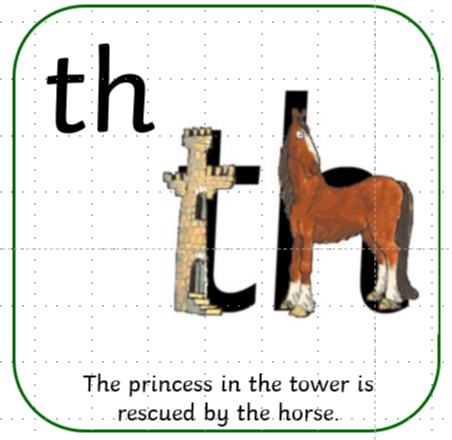 th
th
The princess in the tower is
rescued by the horse.